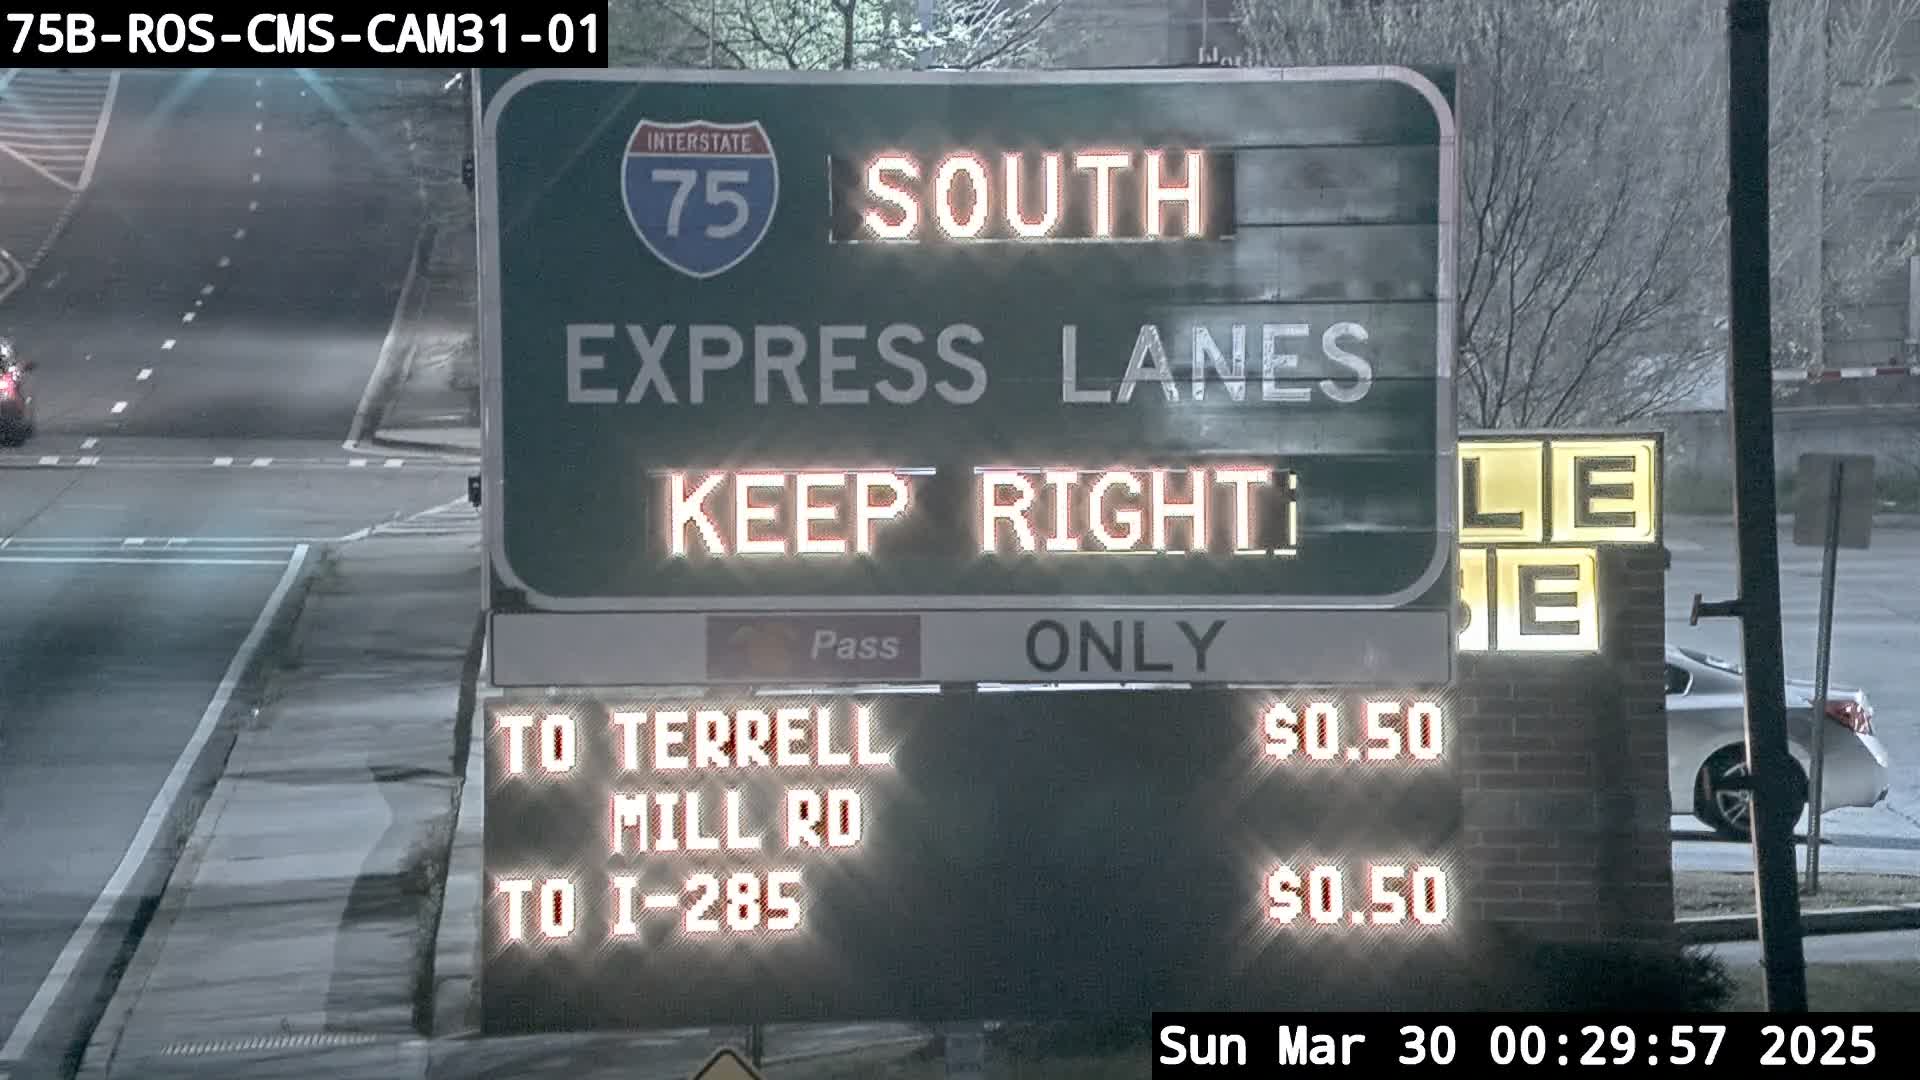 75B-ROS-CMS-CAM31-01
INTERSTATE
75
SOUTH
EXPRESS LANES
KEEP RIGHT
Pass ONLY
TO TERRELL $0.50
MILL RD
TO I-285 $0.50
LE
E
Sun Mar 30 00:29:57 2025